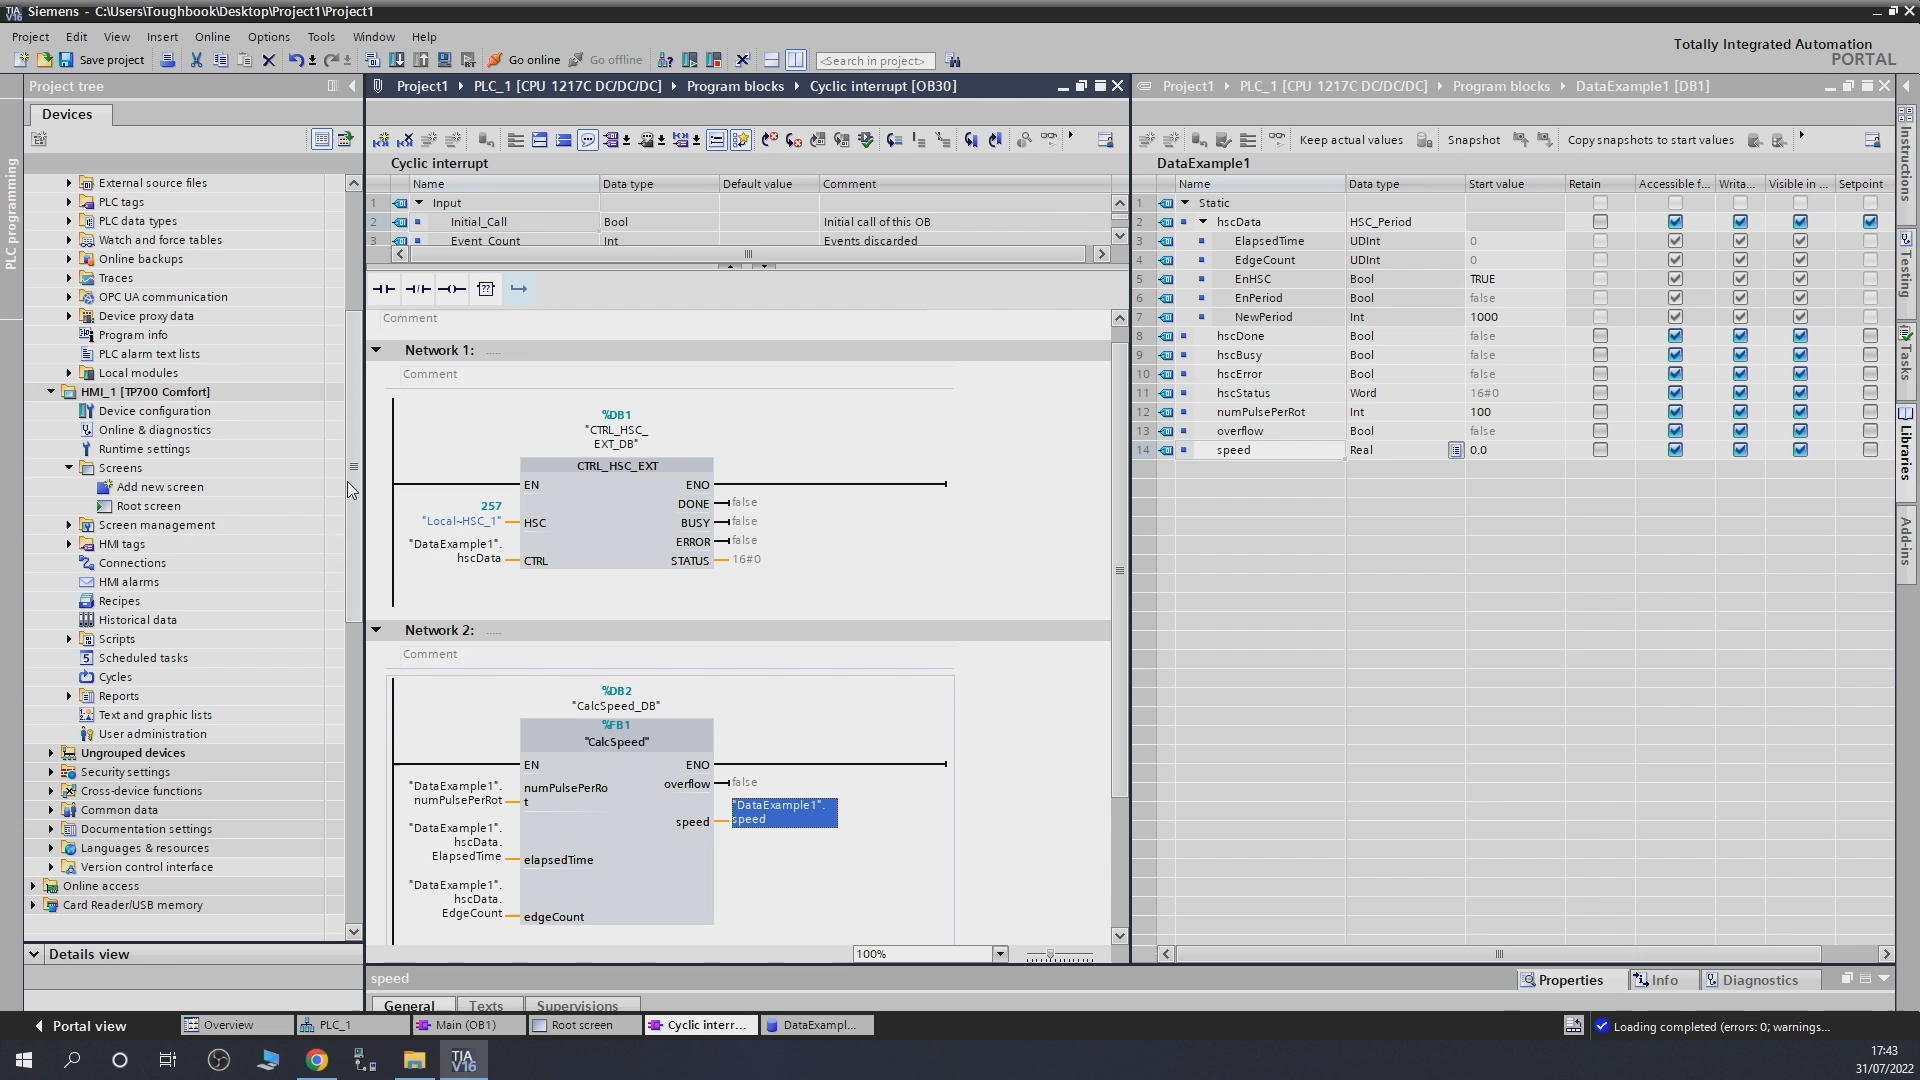 Siemens - C:\Users\Toughbook\Desktop\Project1\Project1
Project Edit View Insert Online Options Tools Window Help
Totally Integrated Automation
PORTAL
Save project Go online Go offline <Search in project>
Project tree
Devices
PLC programming
External source files
PLC tags
PLC data types
Watch and force tables
Online backups
Traces
OPC UA communication
Device proxy data
Program info
PLC alarm text lists
Local modules
HMI_1 [TP700 Comfort]
Device configuration
Online & diagnostics
Runtime settings
Screens
Add new screen
Root screen
Screen management
HMI tags
Connections
HMI alarms
Recipes
Historical data
Scripts
Scheduled tasks
Cycles
Reports
Text and graphic lists
User administration
Ungrouped devices
Security settings
Cross-device functions
Common data
Documentation settings
Languages & resources
Version control interface
Online access
Card Reader/USB memory
Details view
Project1 PLC_1 [CPU 1217C DC/DC/DC] Program blocks Cyclic interrupt [OB30]
Cyclic interrupt
Name Data type Default value Comment
1 Input
2 Initial_Call Bool Initial call of this OB
3 Event_Count Int Events discarded
Comment
Network 1: .....
Comment
%DB1
"CTRL_HSC_
EXT_DB"
CTRL_HSC_EXT
EN ENO
DONE false
257
"Local~HSC_1" HSC BUSY false
ERROR false
"DataExample1".
hscData CTRL STATUS 16#0
Network 2: .....
Comment
%DB2
"CalcSpeed_DB"
%FB1
"CalcSpeed"
EN ENO
"DataExample1".
numPulsePerRot
numPulsePerRo
t
overflow false
"DataExample1".
speed
speed
"DataExample1".
hscData.
ElapsedTime elapsedTime
"DataExample1".
hscData.
EdgeCount edgeCount
100%
Project1 PLC_1 [CPU 1217C DC/DC/DC] Program blocks DataExample1 [DB1]
Keep actual values Snapshot Copy snapshots to start values
DataExample1
Name Data type Start value Retain Accessible f... Writa... Visible in ... Setpoint
1 Static
2 hscData HSC_Period
3 ElapsedTime UDInt 0
4 EdgeCount UDInt 0
5 EnHSC Bool TRUE
6 EnPeriod Bool false
7 NewPeriod Int 1000
8 hscDone Bool false
9 hscBusy Bool false
10 hscError Bool false
11 hscStatus Word 16#0
12 numPulsePerRot Int 100
13 overflow Bool false
14 speed Real 0.0
Instructions
Testing
Tasks
Libraries
Add-ins
speed
Properties Info Diagnostics
General Texts Supervisions
Portal view Overview PLC_1 Main (OB1) Root screen Cyclic interr... DataExampl...
Loading completed (errors: 0; warnings...
TIA
V16
17:43
31/07/2022